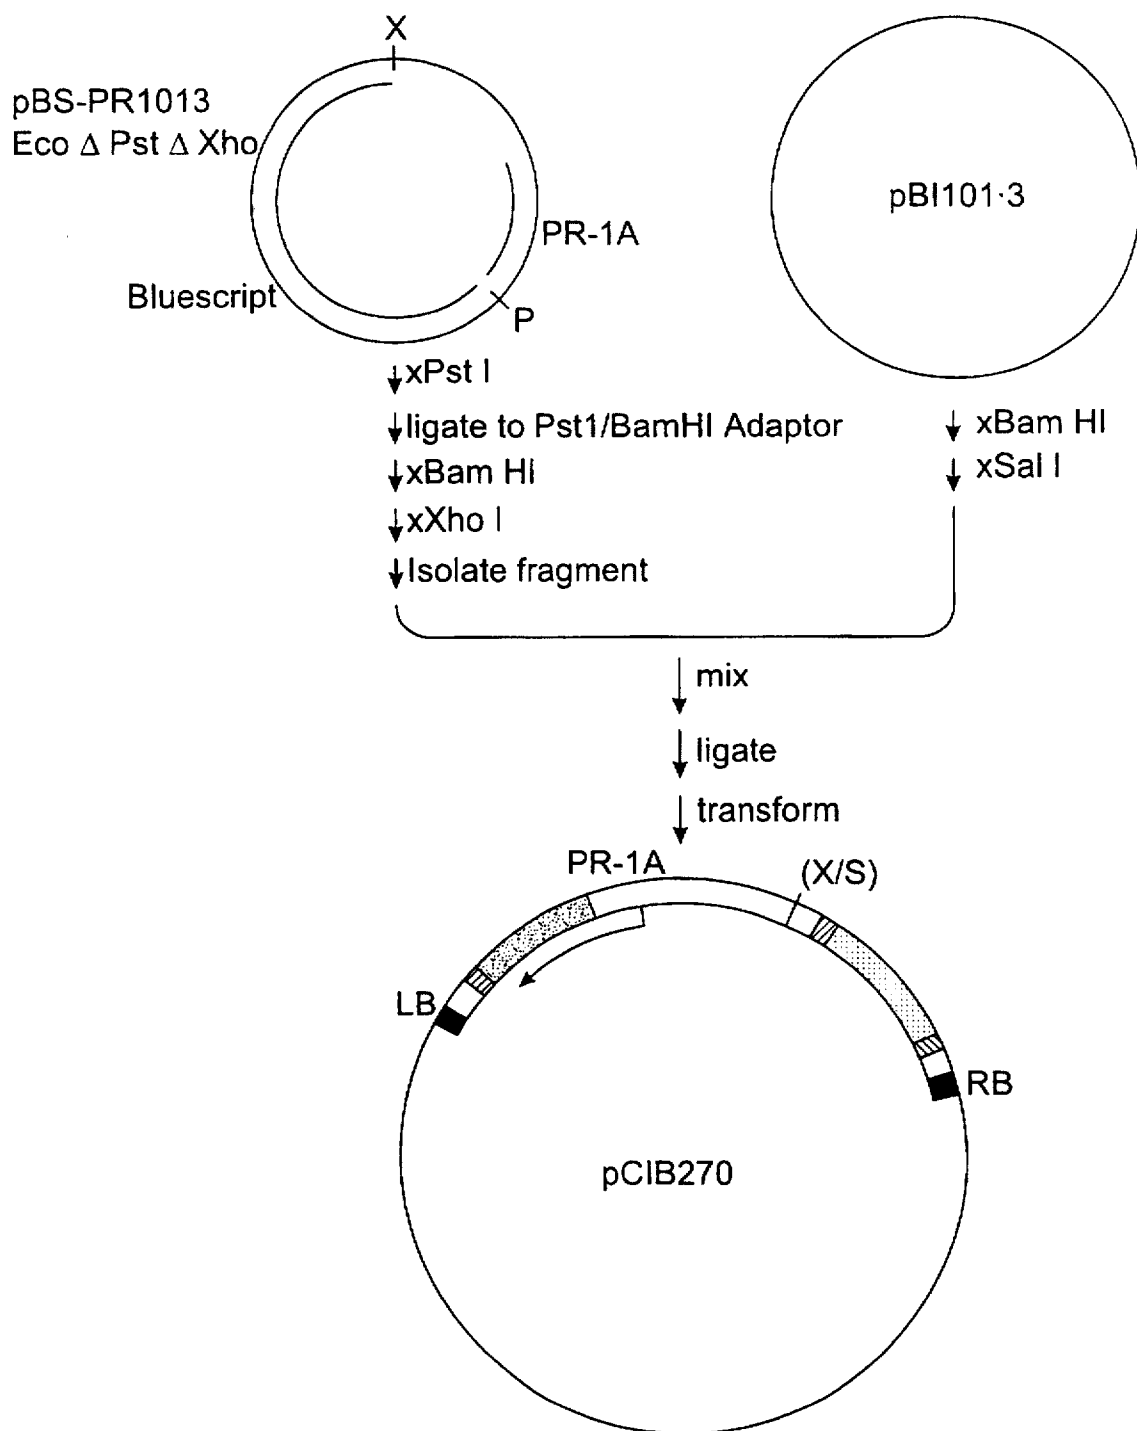 X
pBS-PR1013
Eco Δ Pst Δ Xho
pBI101·3
PR-1A
Bluescript
P
xPst I
ligate to Pst1/BamHI Adaptor
xBam HI
xXho I
Isolate fragment
xBam HI
xSal I
mix
ligate
transform
PR-1A
(X/S)
LB
RB
pCIB270